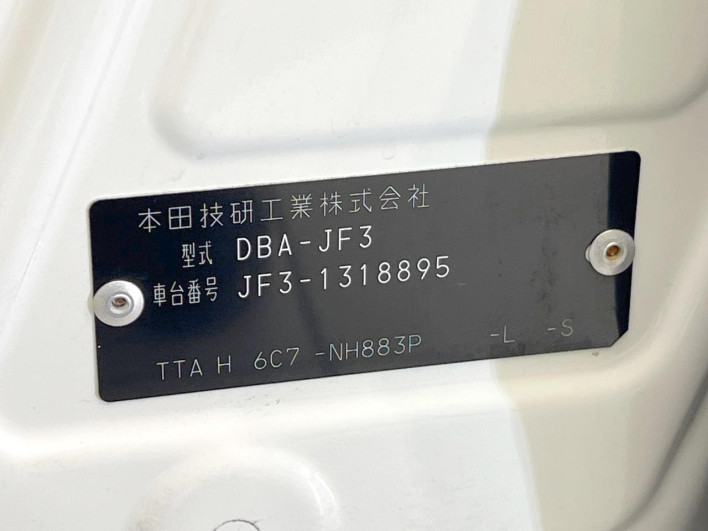 本田技研工業株式会社
型式 DBA-JF3
車台番号 JF3-1318895
TTA H 6C7 -NH883P -L -S